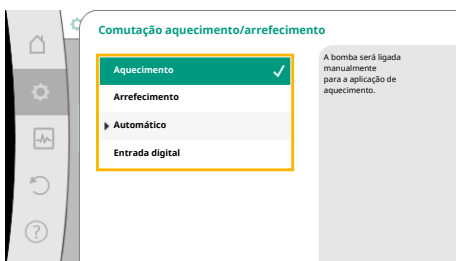 Comutação aquecimento/arrefecimento
Aquecimento
Arrefecimento
Automático
Entrada digital
A bomba será ligada
manualmente
para a aplicação de
aquecimento.
?